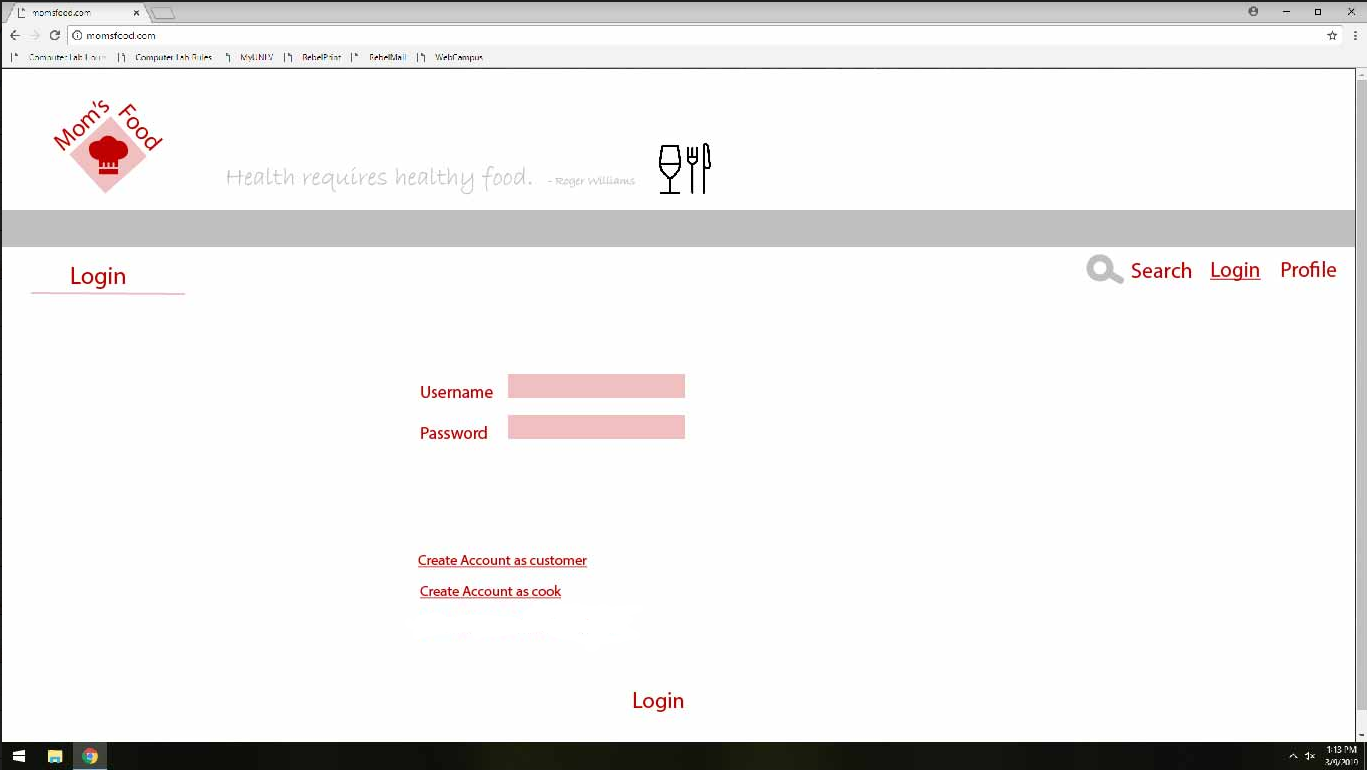 momsfood.com
momsfood.com
Computer Lab Hours Computer Lab Rules MyUNLV RebelPrint RebelMail WebCampus
Mom's Food
Health requires healthy food. - Roger Williams
Login
Search Login Profile
Username
Password
Create Account as customer
Create Account as cook
Login
1:13 PM
3/9/2019